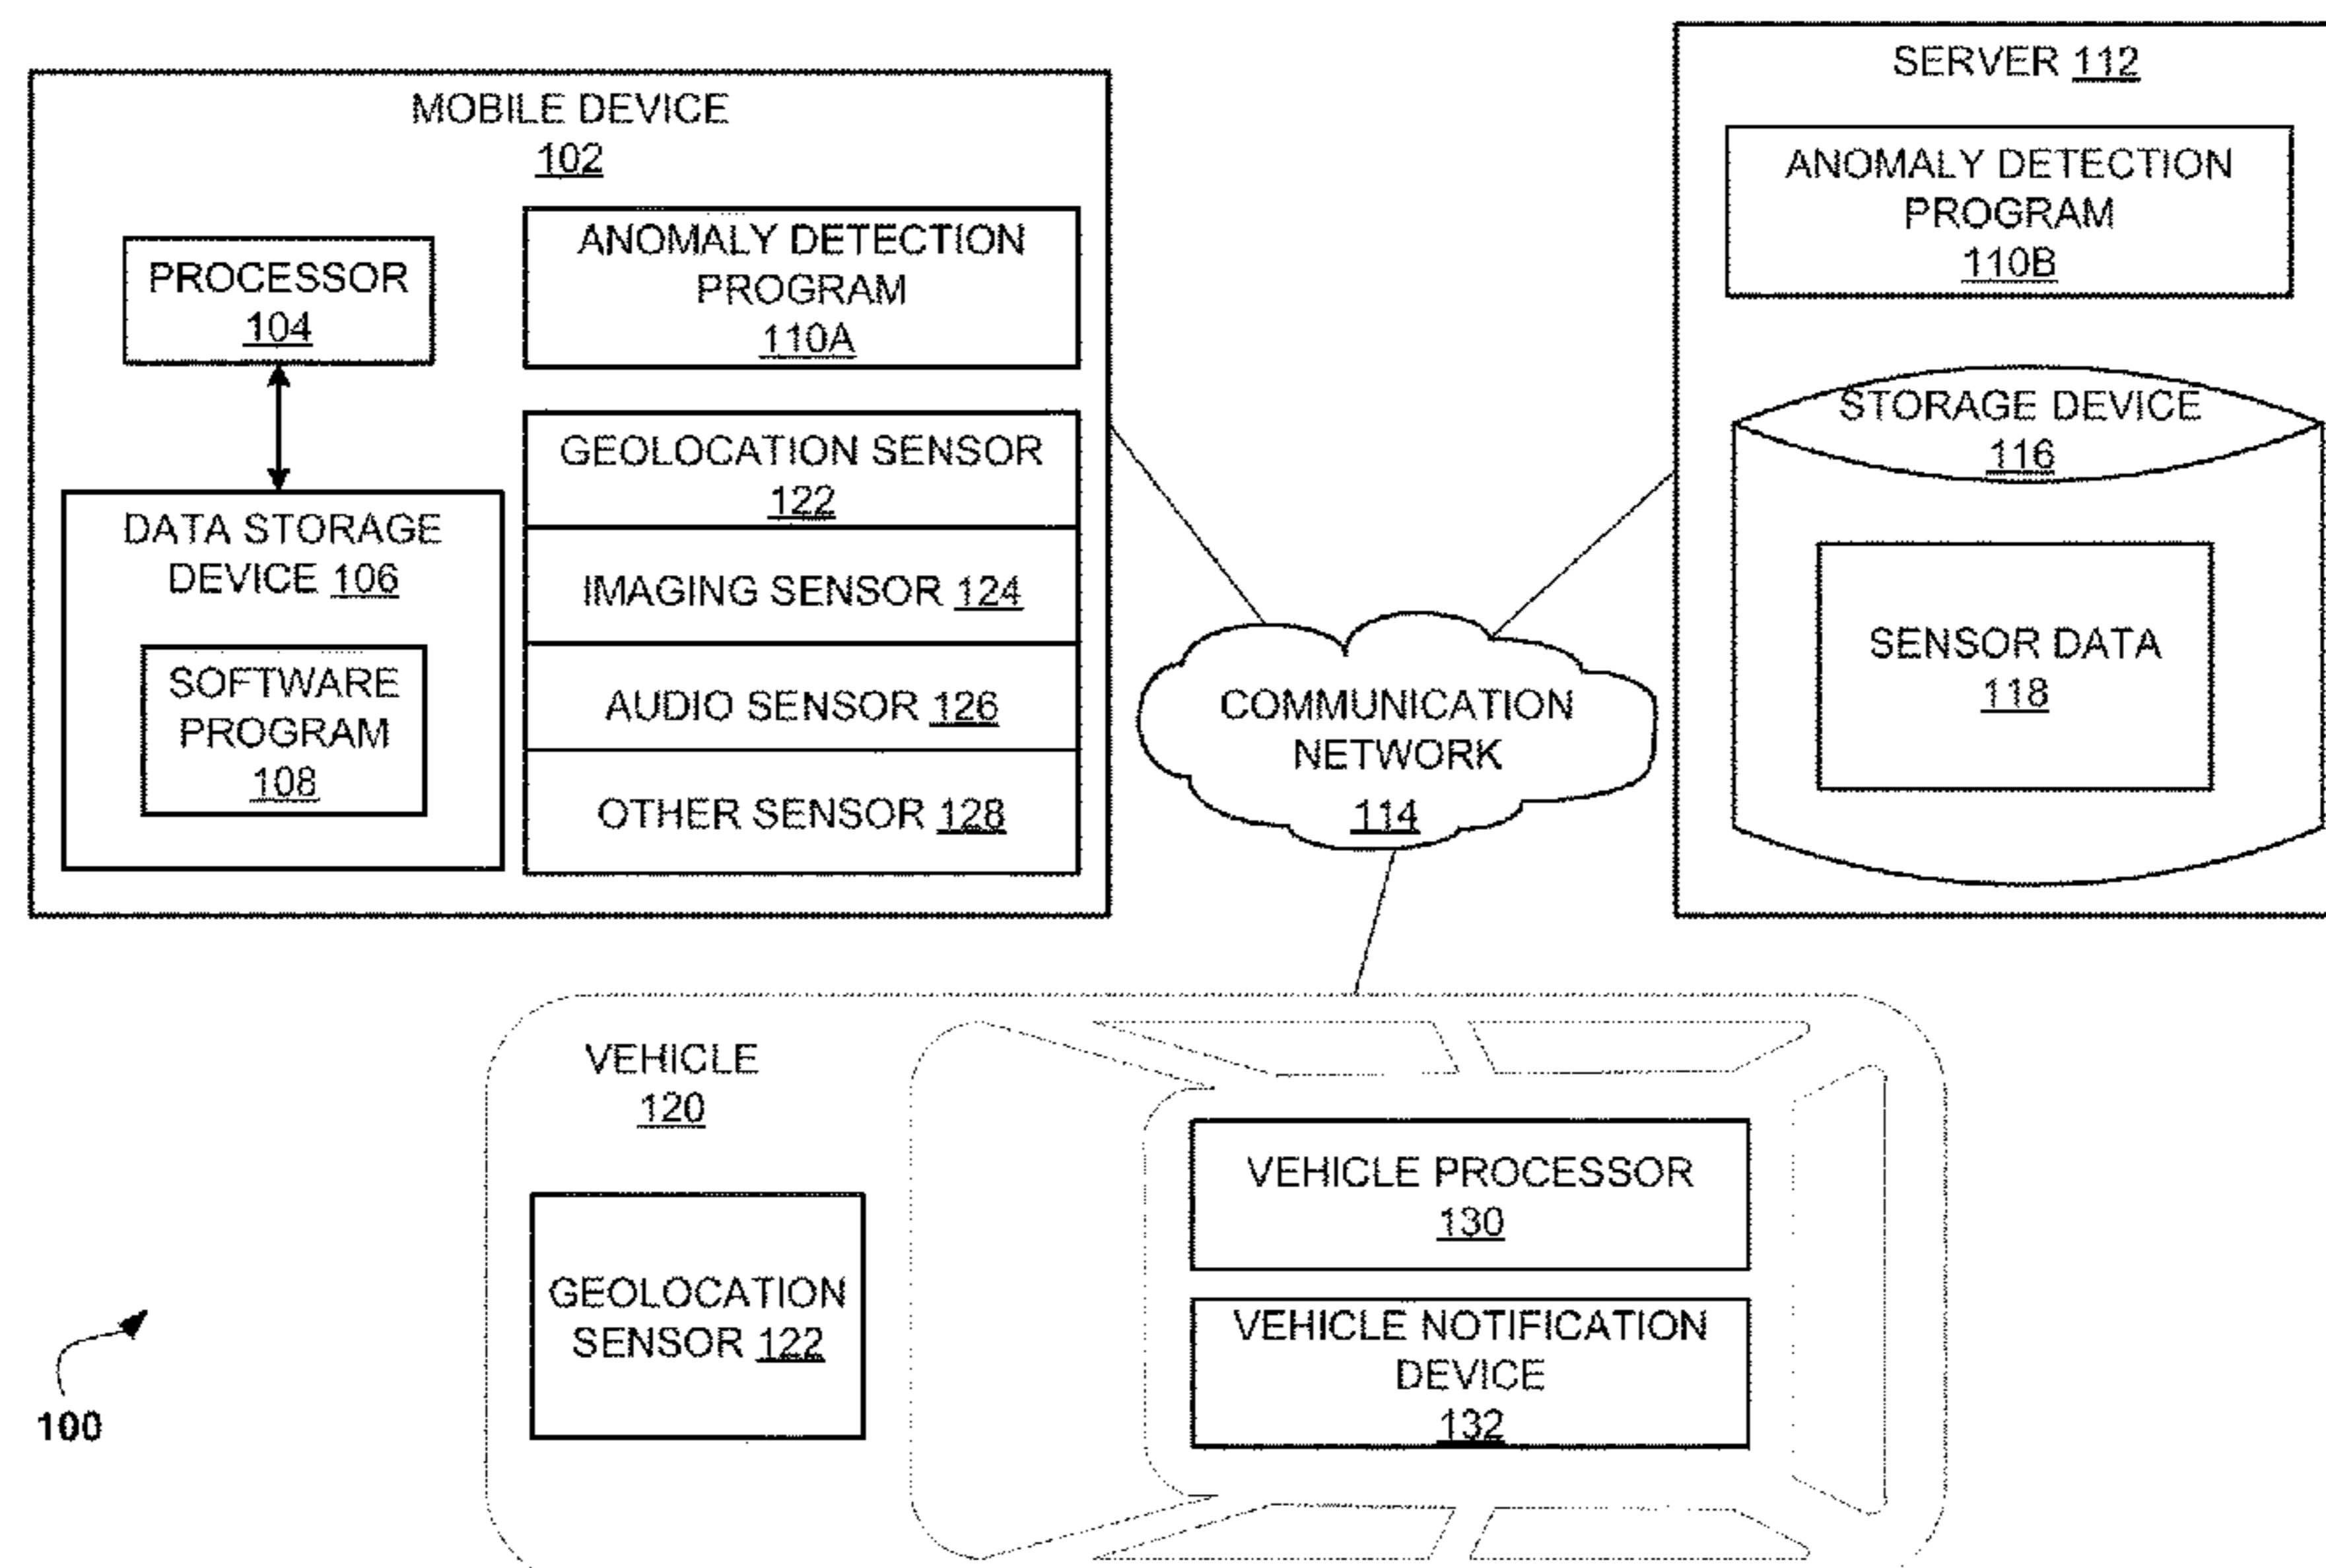 MOBILE DEVICE
102
PROCESSOR
104
DATA STORAGE
DEVICE 106
SOFTWARE
PROGRAM
108
ANOMALY DETECTION
PROGRAM
110A
GEOLOCATION SENSOR
122
IMAGING SENSOR 124
AUDIO SENSOR 126
OTHER SENSOR 128
COMMUNICATION
NETWORK
114
SERVER 112
ANOMALY DETECTION
PROGRAM
110B
STORAGE DEVICE
116
SENSOR DATA
118
VEHICLE
120
GEOLOCATION
SENSOR 122
VEHICLE PROCESSOR
130
VEHICLE NOTIFICATION
DEVICE
132
100